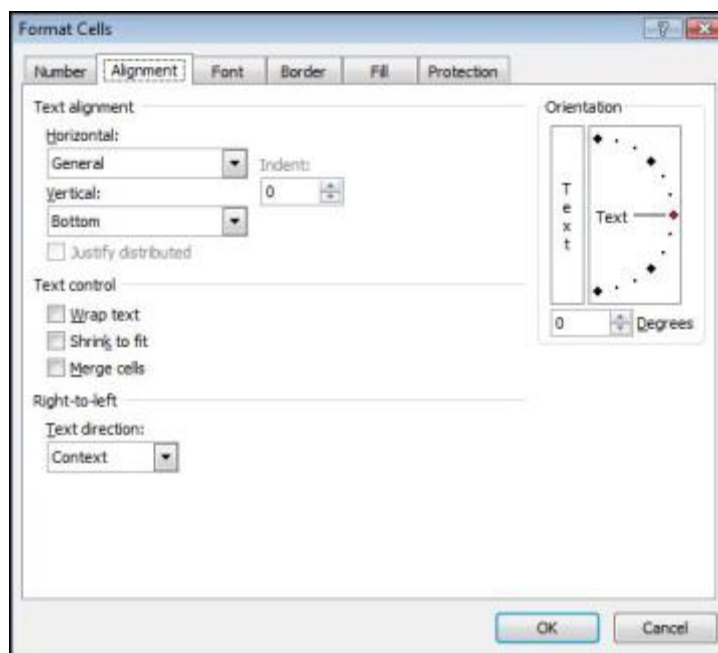 Format Cells
Number Alignment Font Border Fill Protection
Text alignment
Horizontal:
General
Indent:
0
Vertical:
Bottom
Justify distributed
Text control
Wrap text
Shrink to fit
Merge cells
Right-to-left
Text direction:
Context
Orientation
Text
Text
0 Degrees
OK Cancel